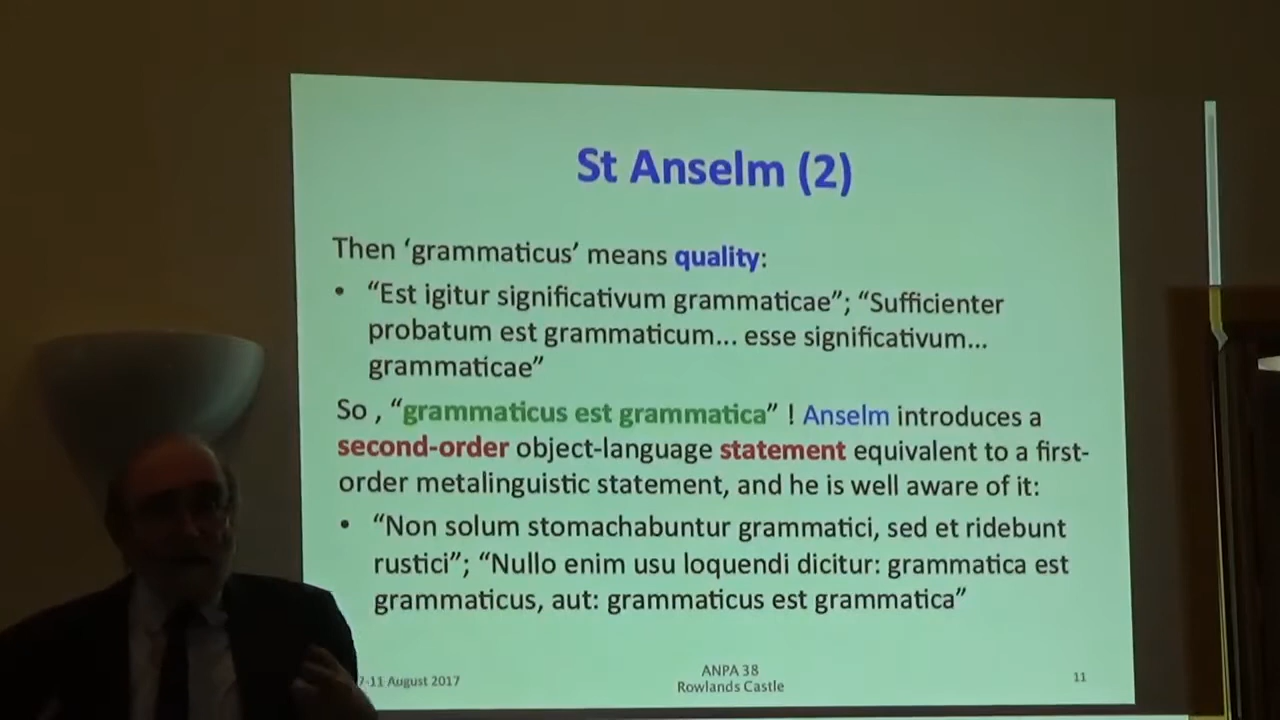 St Anselm (2)
Then ‘grammaticus’ means quality:
• “Est igitur significativum grammaticae”; “Sufficienter
probatum est grammaticum... esse significativum...
grammaticae”
So , “grammaticus est grammatica” ! Anselm introduces a
second-order object-language statement equivalent to a first-
order metalinguistic statement, and he is well aware of it:
• “Non solum stomachabuntur grammatici, sed et ridebunt
rustici”; “Nullo enim usu loquendi dicitur: grammatica est
grammaticus, aut: grammaticus est grammatica”
7-11 August 2017
ANPA 38
Rowlands Castle
11